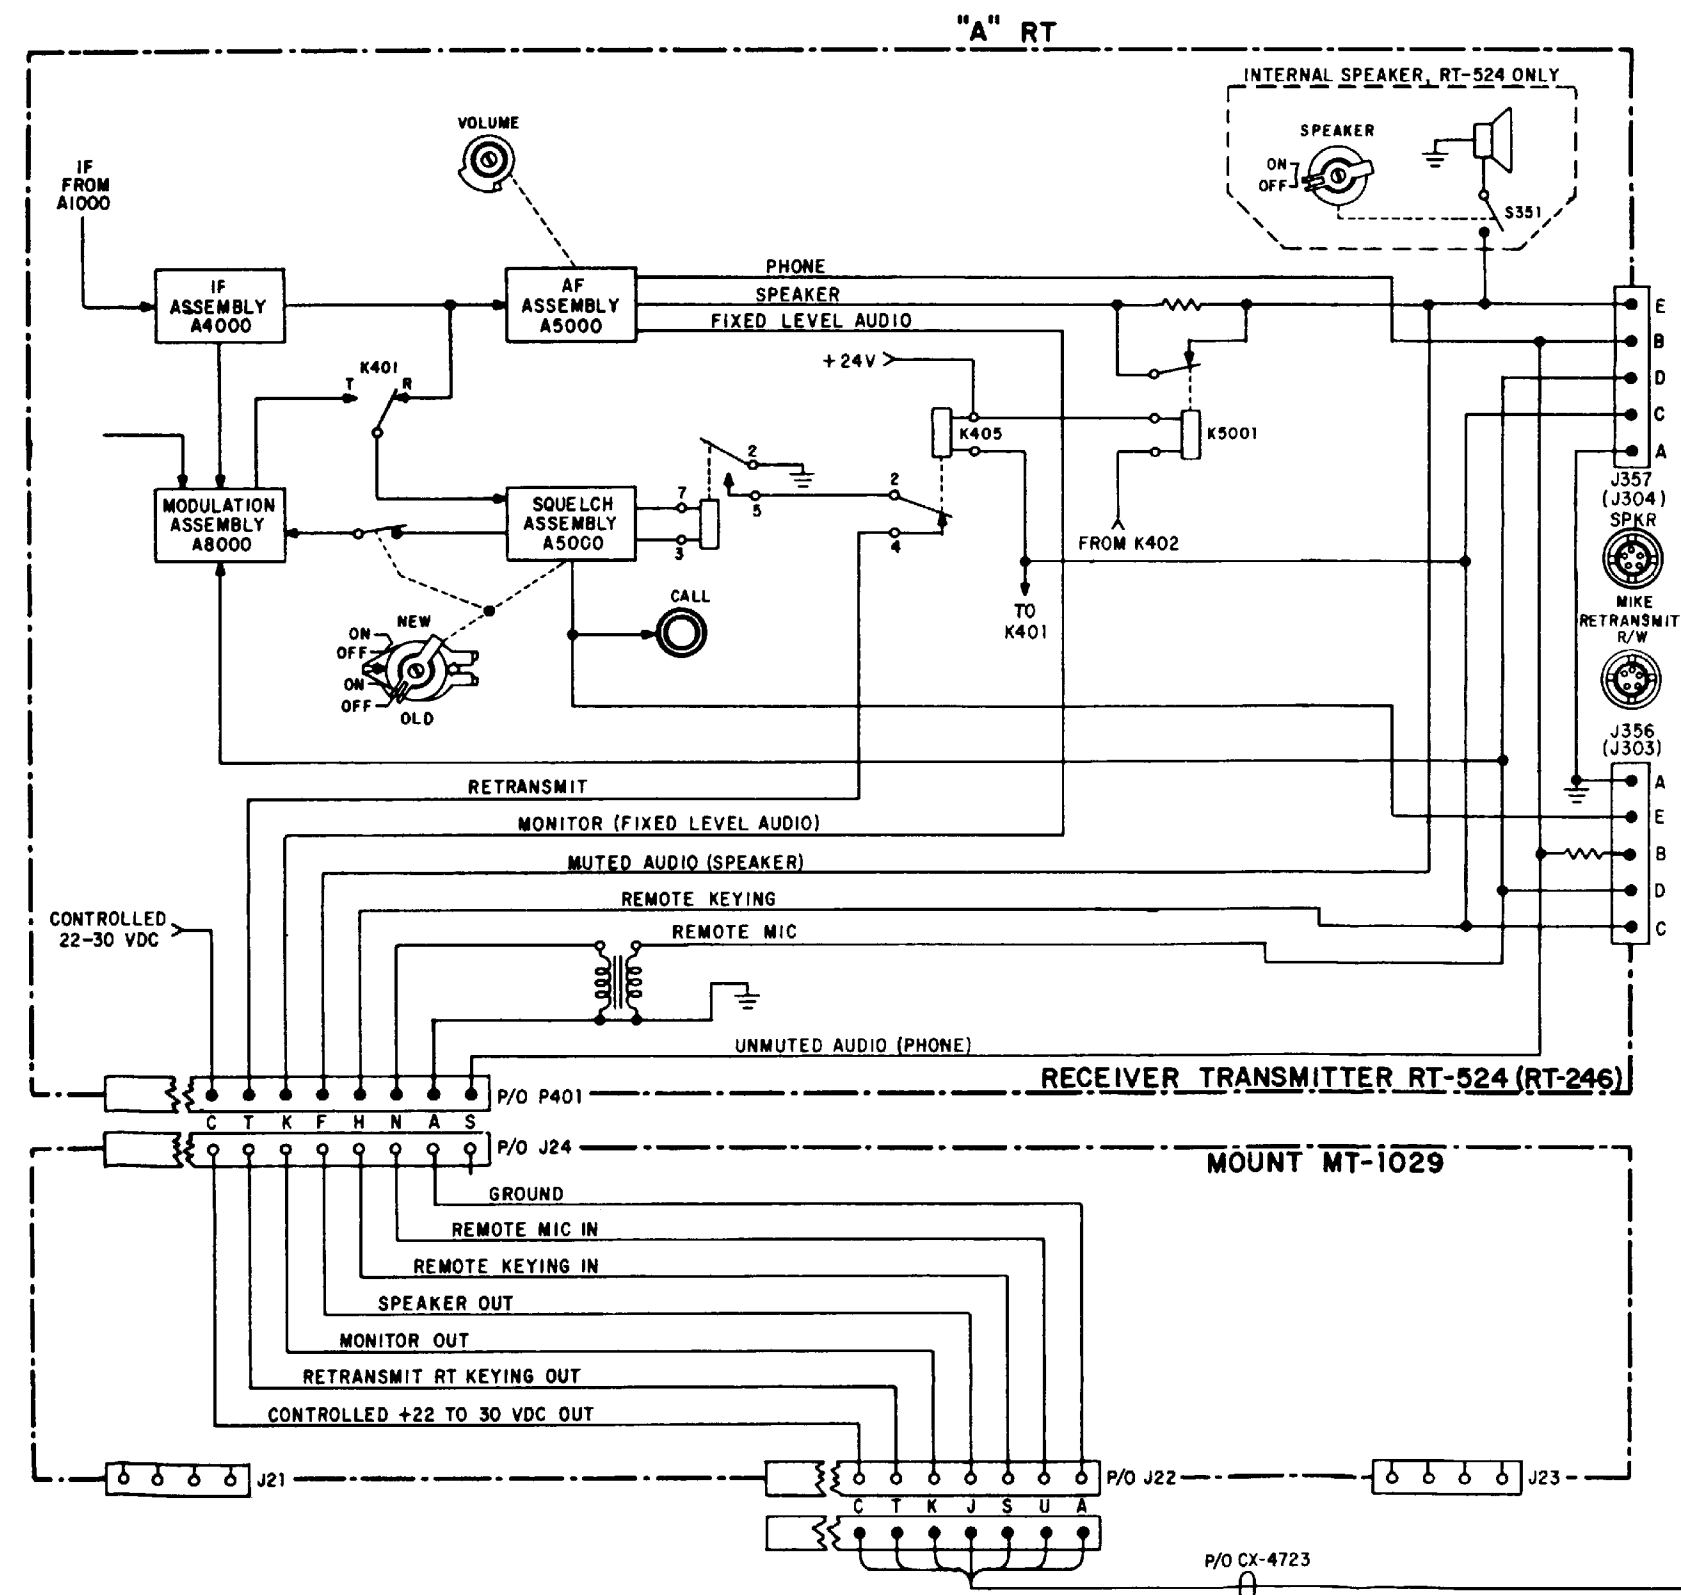 "A" RT
INTERNAL SPEAKER, RT-524 ONLY
SPEAKER
ON
OFF
S351
VOLUME
IF
FROM
A1000
IF
ASSEMBLY
A4000
AF
ASSEMBLY
A5000
PHONE
SPEAKER
FIXED LEVEL AUDIO
+24V
K401
T
R
K405
K5001
E
B
D
C
A
J357
(J304)
SPKR
MODULATION
ASSEMBLY
A8000
SQUELCH
ASSEMBLY
A5000
7
3
2
5
2
4
FROM K402
TO
K401
CALL
NEW
ON
OFF
ON
OFF
OLD
MIKE
RETRANSMIT
R/W
J356
(J303)
A
E
B
D
C
RETRANSMIT
MONITOR (FIXED LEVEL AUDIO)
MUTED AUDIO (SPEAKER)
REMOTE KEYING
REMOTE MIC
CONTROLLED
22-30 VDC
UNMUTED AUDIO (PHONE)
RECEIVER TRANSMITTER RT-524 (RT-246)
P/O P401
C T K F H N A S
P/O J24
MOUNT MT-1029
GROUND
REMOTE MIC IN
REMOTE KEYING IN
SPEAKER OUT
MONITOR OUT
RETRANSMIT RT KEYING OUT
CONTROLLED +22 TO 30 VDC OUT
J21
P/O J22
J23
C T K J S U A
P/O CX-4723